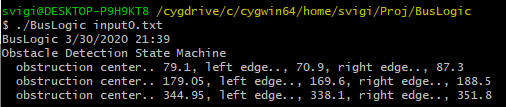 svigi@DESKTOP-P9H9KT8 /cygdrive/c/cygwin64/home/svigi/Proj/BusLogic
$ ./BusLogic inputO.txt
BusLogic 3/30/2020 21:39
Obstacle Detection State Machine
obstruction center.. 79.1, left edge.., 70.9, right edge.., 87.3
obstruction center.. 179.05, left edge.., 169.6, right edge.., 188.5
obstruction center.. 344.95, left edge.., 338.1, right edge.., 351.8